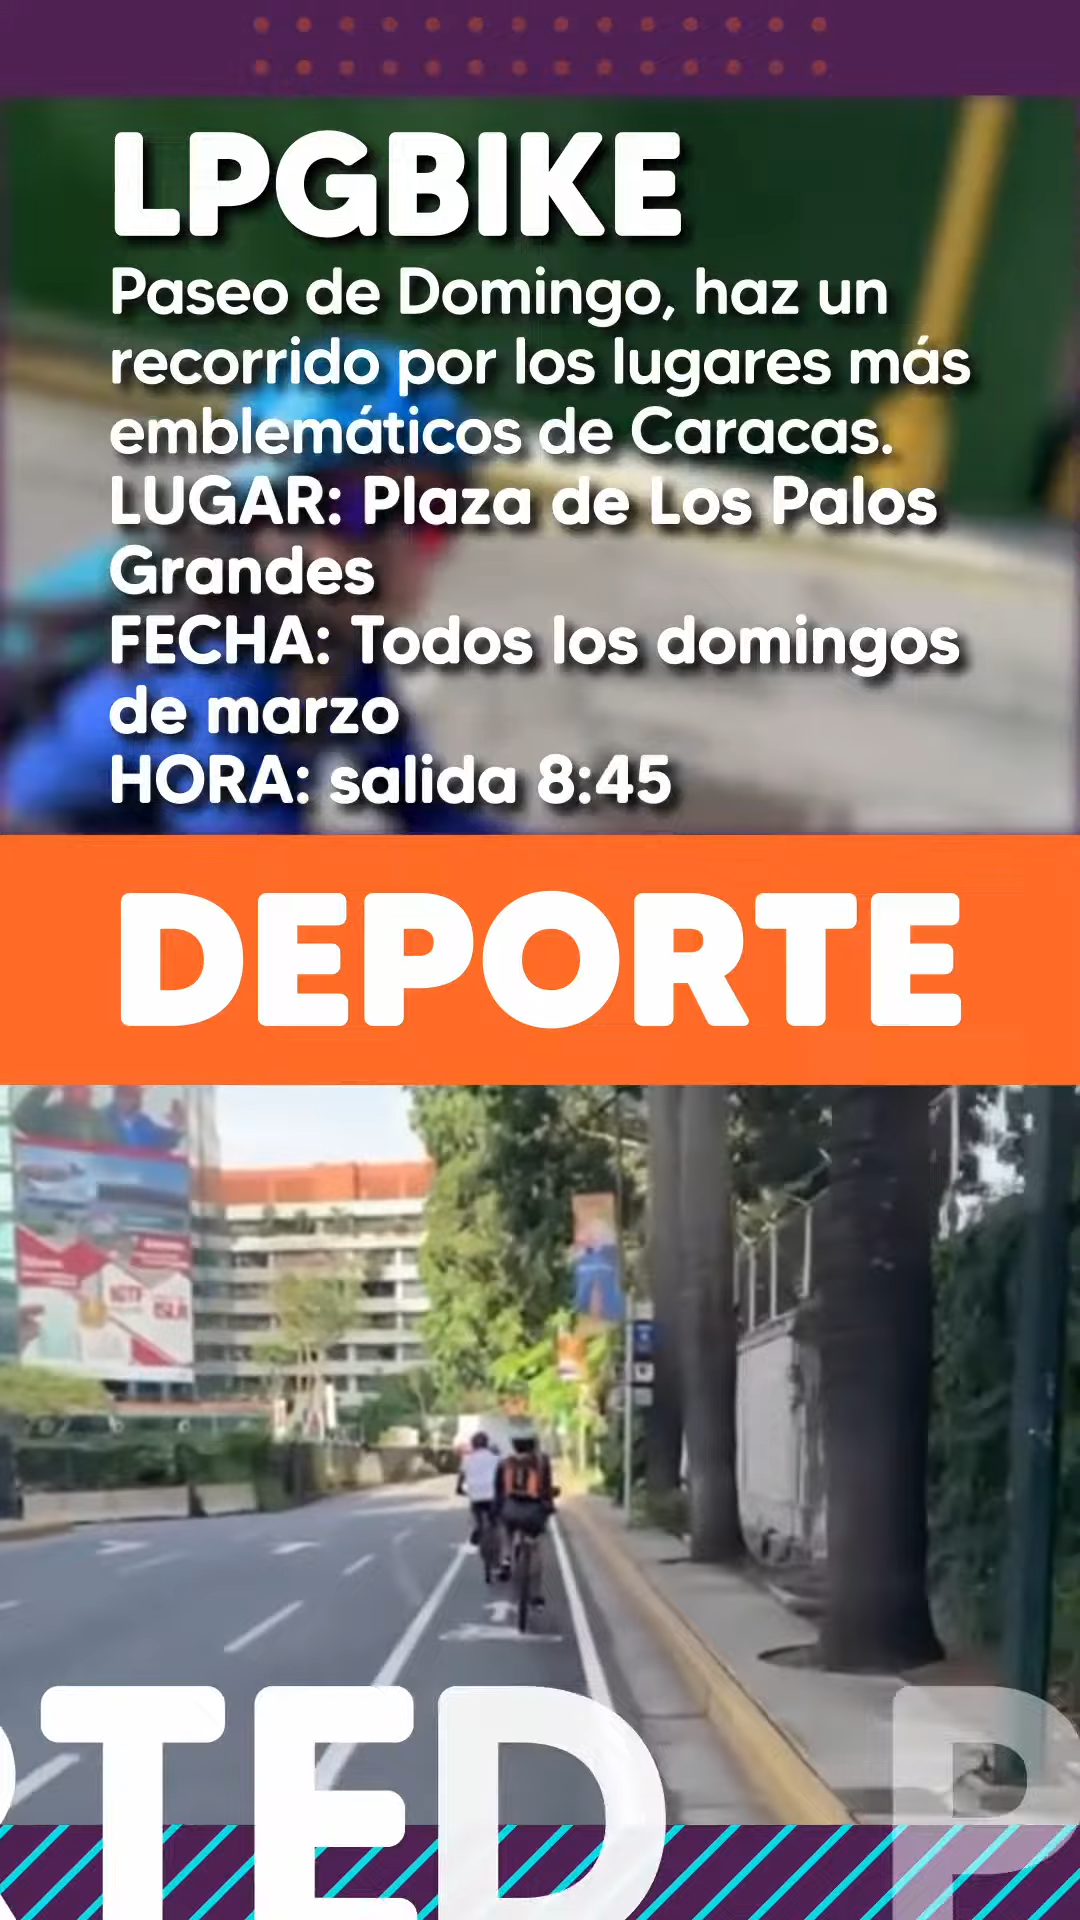 LPGBIKE
Paseo de Domingo, haz un
recorrido por los lugares más
emblemáticos de Caracas.
LUGAR: Plaza de Los Palos
Grandes
FECHA: Todos los domingos
de marzo
HORA: salida 8:45
DEPORTE
RTED P